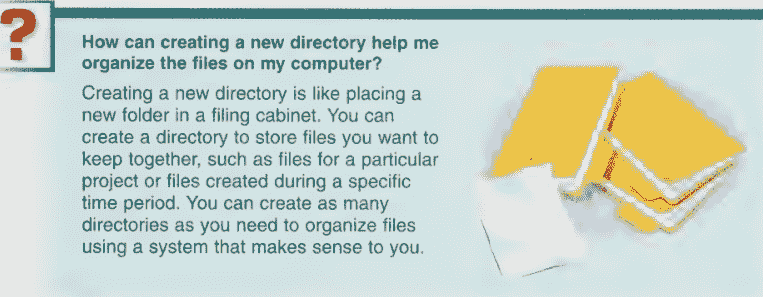 ?
How can creating a new directory help me
organize the files on my computer?
Creating a new directory is like placing a
new folder in a filing cabinet. You can
create a directory to store files you want to
keep together, such as files for a particular
project or files created during a specific
time period. You can create as many
directories as you need to organize files
using a system that makes sense to you.